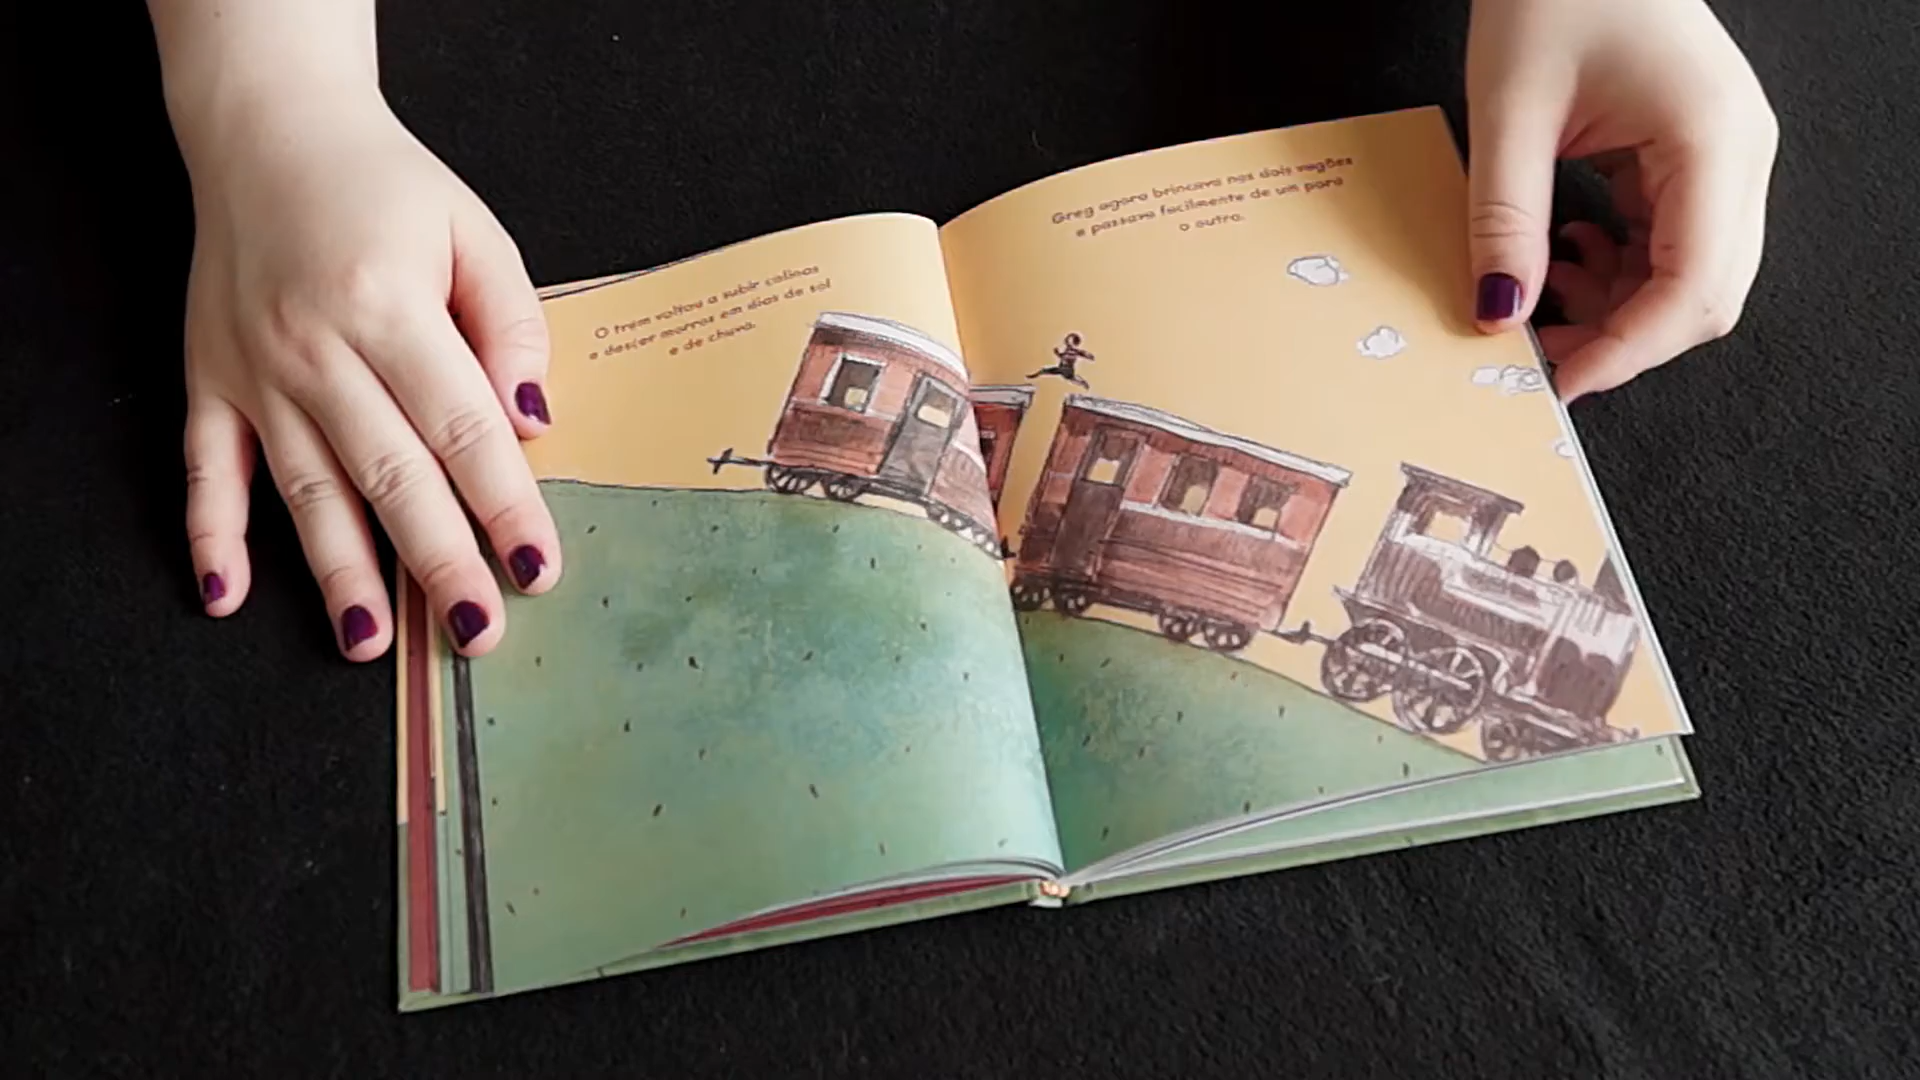 O trem voltou a subir colinas
e descer morros em dias de sol
e de chuva.
Greg agora brincava nos dois vagões
e passava facilmente de um para
o outro.